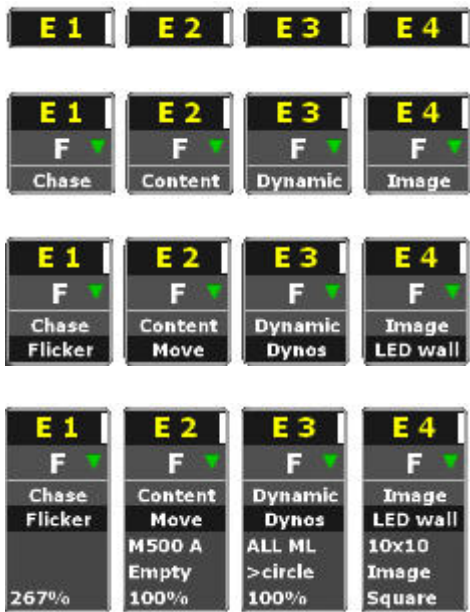 E 1 E 2 E 3 E 4
E 1 E 2 E 3 E 4
F F F F
Chase Content Dynamic Image
E 1 E 2 E 3 E 4
F F F F
Chase Content Dynamic Image
Flicker Move Dynos LED wall
E 1 E 2 E 3 E 4
F F F F
Chase Content Dynamic Image
Flicker Move Dynos LED wall
M500 A ALL ML 10x10
Empty >circle Image
267% 100% 100% Square